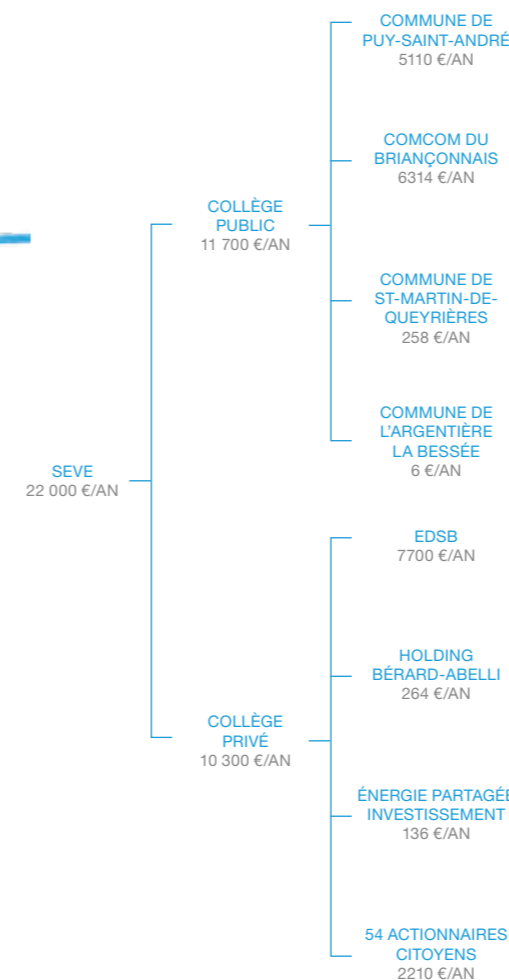 COMMUNE DE
PUY-SAINT-ANDRÉ
5110 €/AN
COMCOM DU
BRIANÇONNAIS
6314 €/AN
COLLÈGE
PUBLIC
11 700 €/AN
COMMUNE DE
ST-MARTIN-DE-
QUEYRIÈRES
258 €/AN
COMMUNE DE
L'ARGENTIÈRE
LA BESSÉE
6 €/AN
SEVE
22 000 €/AN
EDSB
7700 €/AN
HOLDING
BÉRARD-ABELLI
264 €/AN
COLLÈGE
PRIVÉ
10 300 €/AN
ÉNERGIE PARTAGÉE
INVESTISSEMENT
136 €/AN
54 ACTIONNAIRES
CITOYENS
2210 €/AN